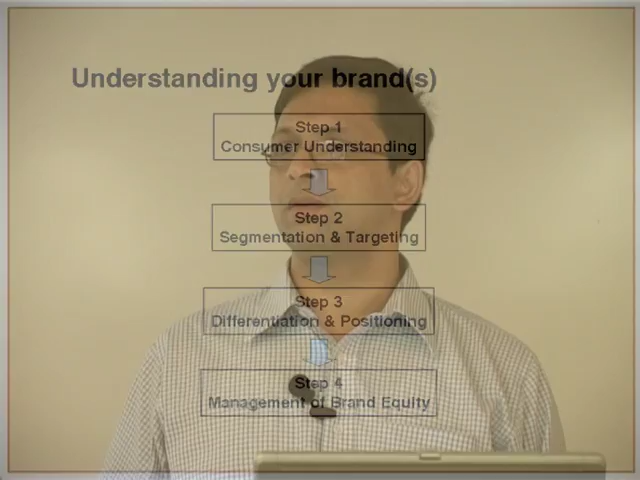 Understanding your brand(s)
Step 1
Consumer Understanding
Step 2
Segmentation & Targeting
Step 3
Differentiation & Positioning
Step 4
Management of Brand Equity